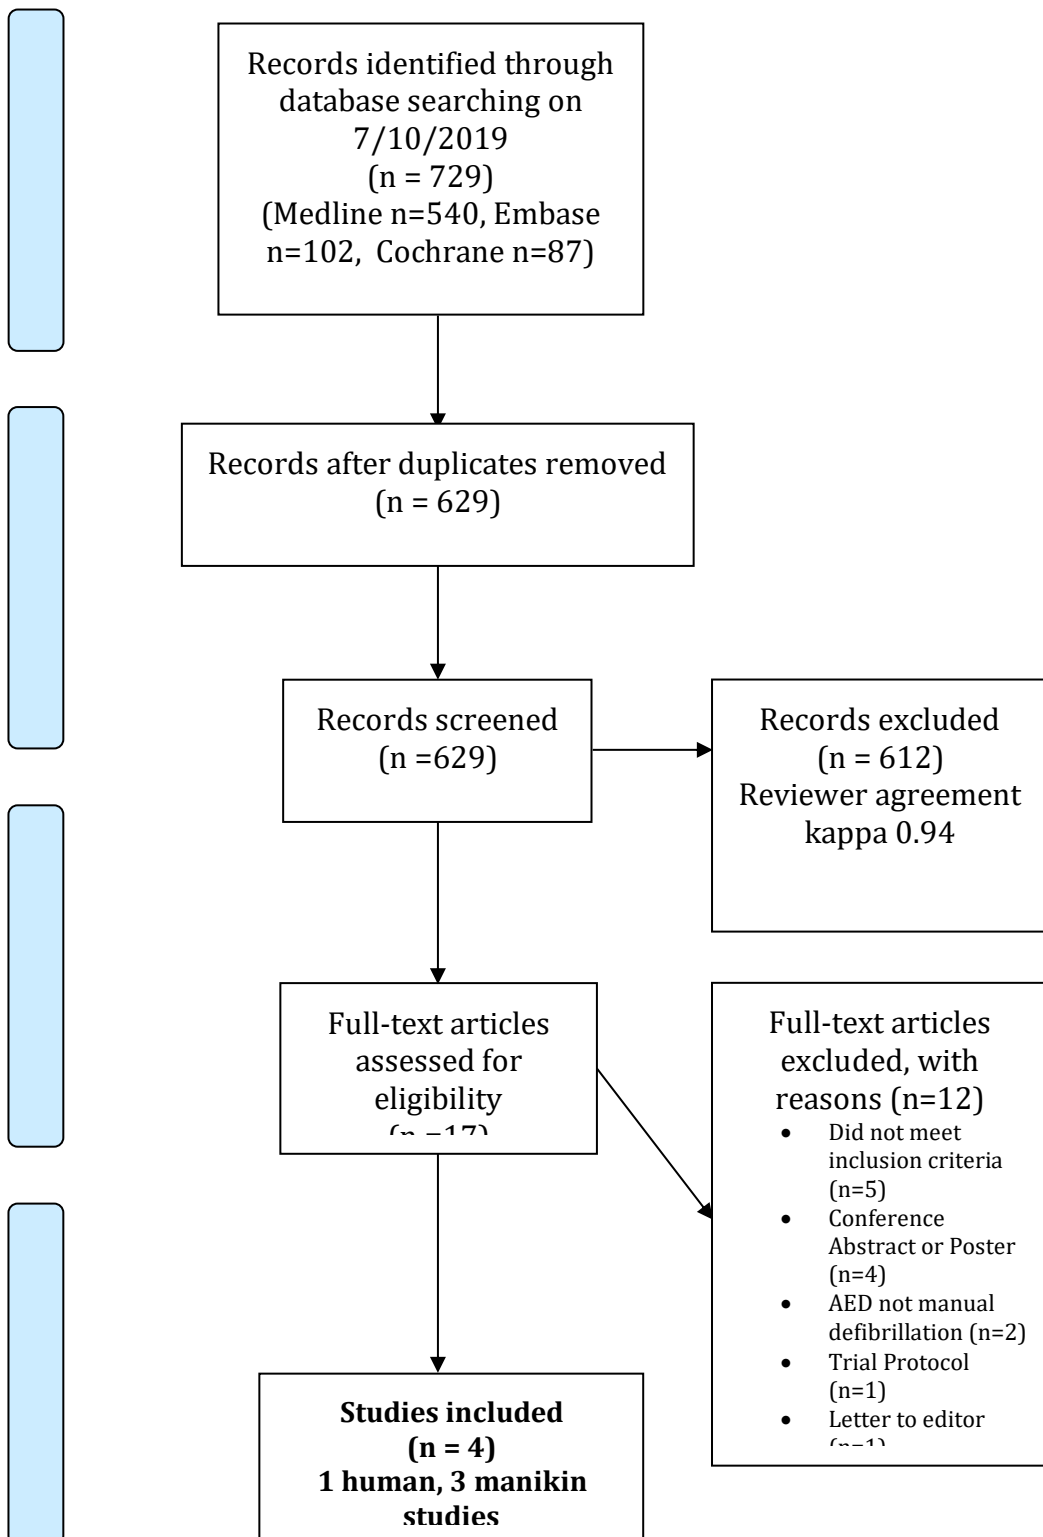 Records identified through
database searching on
7/10/2019
(n = 729)
(Medline n=540, Embase
n=102,  Cochrane n=87)
Records after duplicates removed
(n = 629)
Records screened
(n =629)
Records excluded
(n = 612)
Reviewer agreement
kappa 0.94
Full-text articles
assessed for
eligibility
(n =17)
Full-text articles
excluded, with
reasons (n=12)
• Did not meet
inclusion criteria
(n=5)
• Conference
Abstract or Poster
(n=4)
• AED not manual
defibrillation (n=2)
• Trial Protocol
(n=1)
• Letter to editor
(n=1)
Studies included
(n = 4)
1 human, 3 manikin
studies